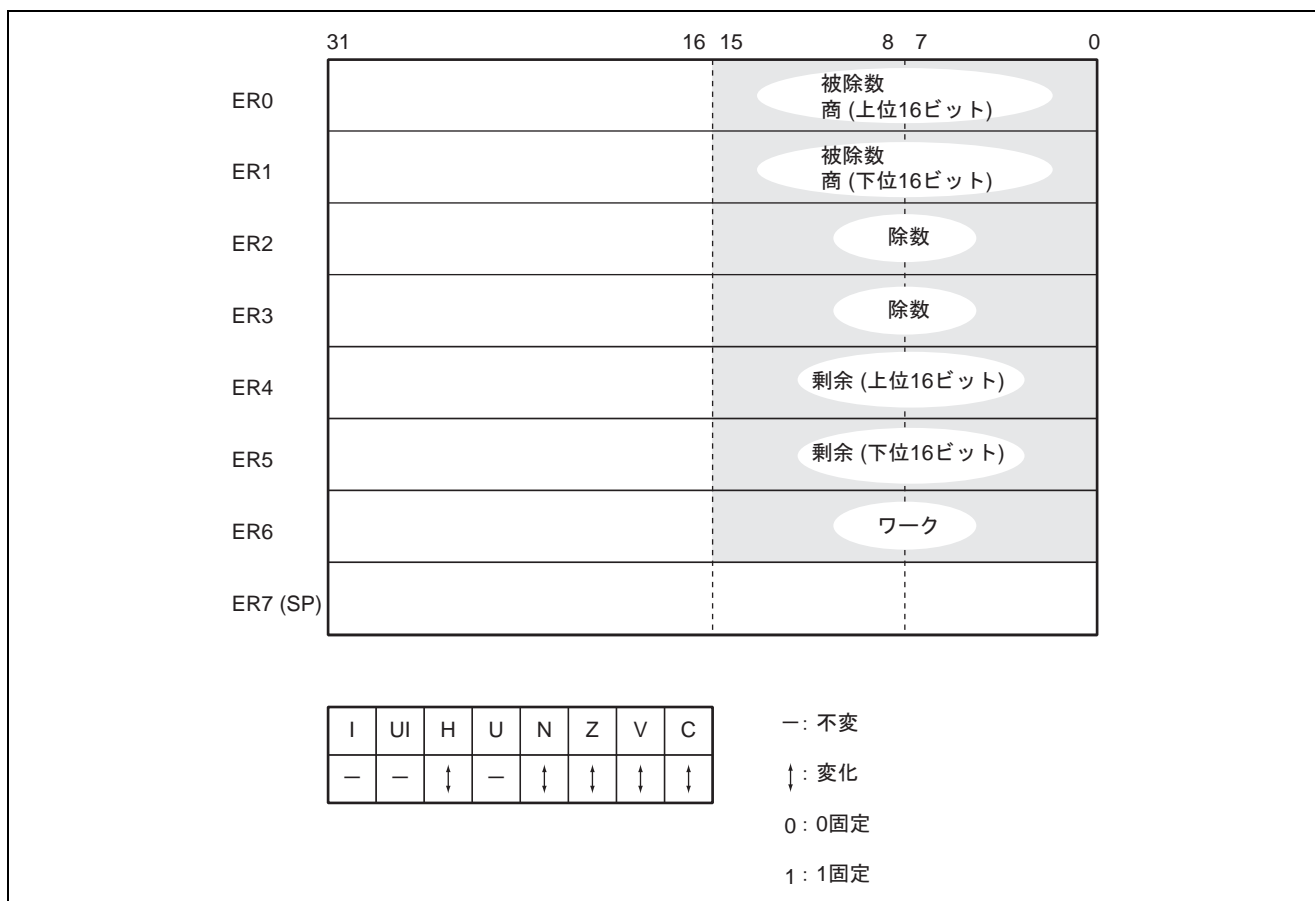 31 16 15 8 7 0
ER0 被除数
商 (上位16ビット)
ER1 被除数
商 (下位16ビット)
ER2 除数
ER3 除数
ER4 剰余 (上位16ビット)
ER5 剰余 (下位16ビット)
ER6 ワーク
ER7 (SP)
I UI H U N Z V C
― ― ↕ ― ↕ ↕ ↕ ↕
―: 不変
↕: 変化
0: 0固定
1: 1固定